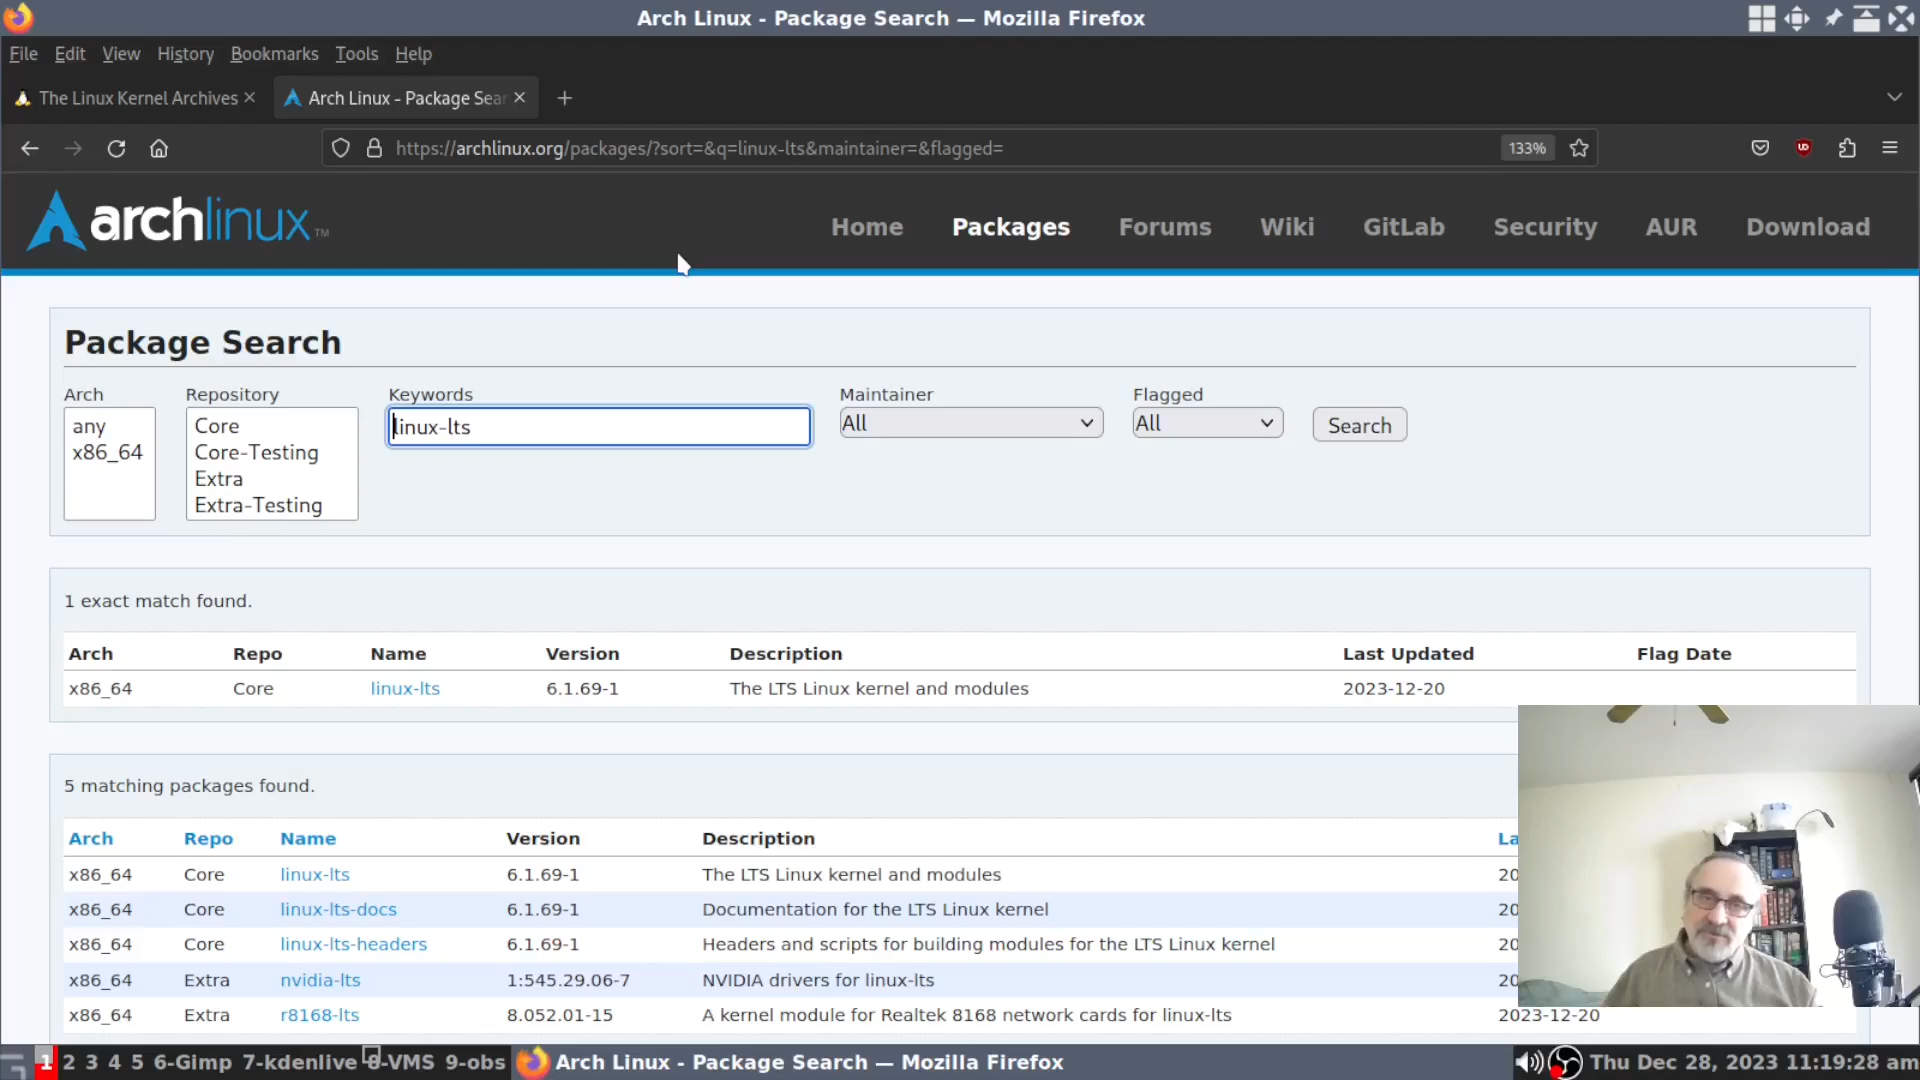 Arch Linux - Package Search — Mozilla Firefox
File Edit View History Bookmarks Tools Help
The Linux Kernel Archives
Arch Linux - Package Sear
https://archlinux.org/packages/?sort=&q=linux-lts&maintainer=&flagged=
133%
archlinux™
Home Packages Forums Wiki GitLab Security AUR Download
Package Search
Arch Repository Keywords Maintainer Flagged
any
x86_64
Core
Core-Testing
Extra
Extra-Testing
linux-lts
All
All
Search
1 exact match found.
Arch Repo Name Version Description Last Updated Flag Date
x86_64 Core linux-lts 6.1.69-1 The LTS Linux kernel and modules 2023-12-20
5 matching packages found.
Arch Repo Name Version Description La
x86_64 Core linux-lts 6.1.69-1 The LTS Linux kernel and modules 20
x86_64 Core linux-lts-docs 6.1.69-1 Documentation for the LTS Linux kernel 20
x86_64 Core linux-lts-headers 6.1.69-1 Headers and scripts for building modules for the LTS Linux kernel 20
x86_64 Extra nvidia-lts 1:545.29.06-7 NVIDIA drivers for linux-lts 20
x86_64 Extra r8168-lts 8.052.01-15 A kernel module for Realtek 8168 network cards for linux-lts 2023-12-20
1 2 3 4 5 6-Gimp 7-kdenlive 8-VMS 9-obs Arch Linux - Package Search — Mozilla Firefox Thu Dec 28, 2023 11:19:28 am